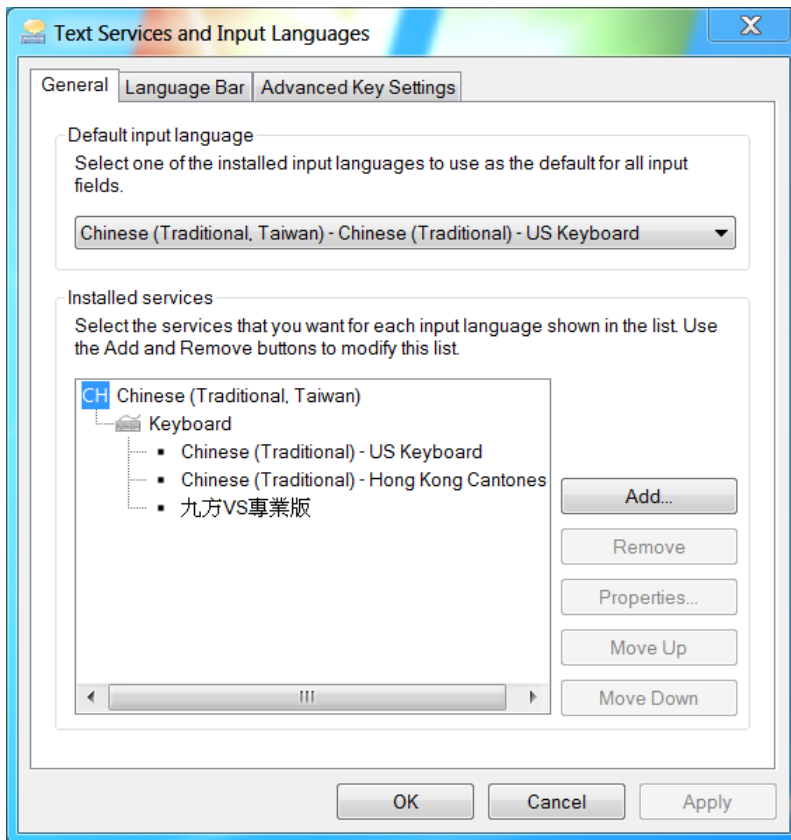 Text Services and Input Languages
General
Language Bar
Advanced Key Settings
Default input language
Select one of the installed input languages to use as the default for all input
fields.
Chinese (Traditional, Taiwan) - Chinese (Traditional) - US Keyboard
Installed services
Select the services that you want for each input language shown in the list. Use
the Add and Remove buttons to modify this list.
CH Chinese (Traditional, Taiwan)
Keyboard
Chinese (Traditional) - US Keyboard
Chinese (Traditional) - Hong Kong Cantones
九方VS專業版
Add...
Remove
Properties...
Move Up
Move Down
OK
Cancel
Apply